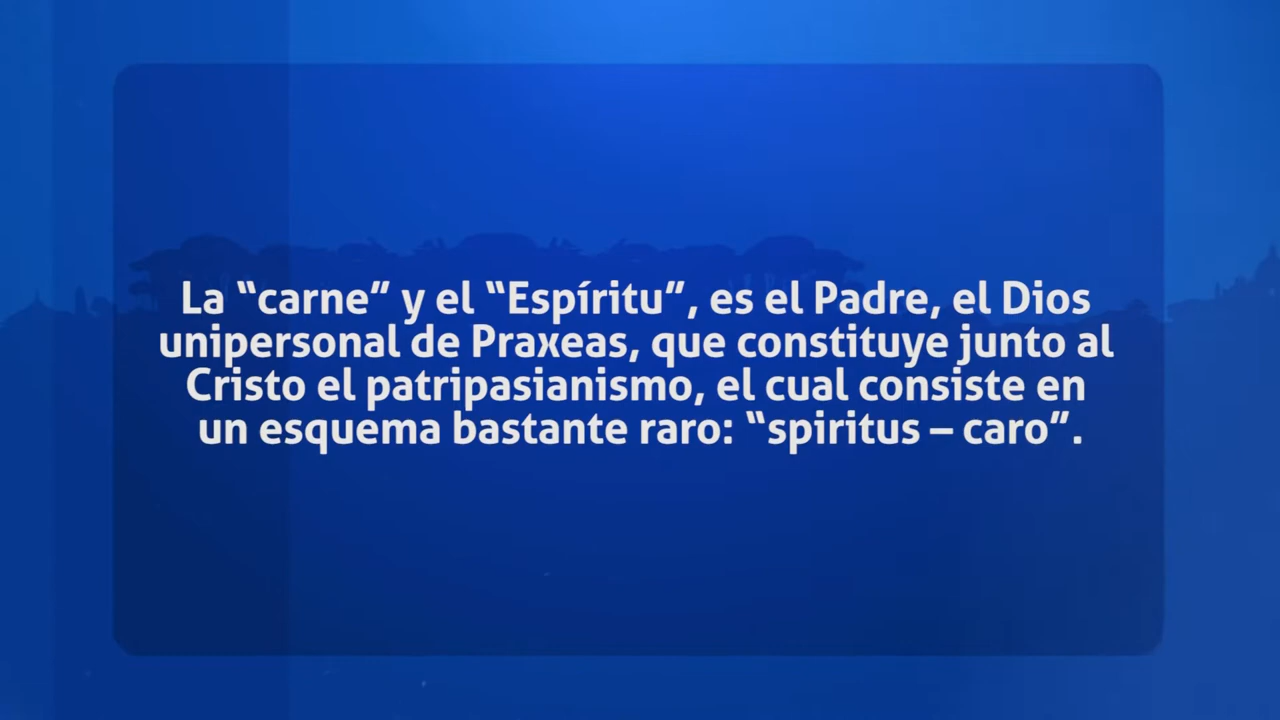 La “carne” y el “Espíritu”, es el Padre, el Dios
unipersonal de Praxeas, que constituye junto al
Cristo el patripasianismo, el cual consiste en
un esquema bastante raro: “spiritus – caro”.